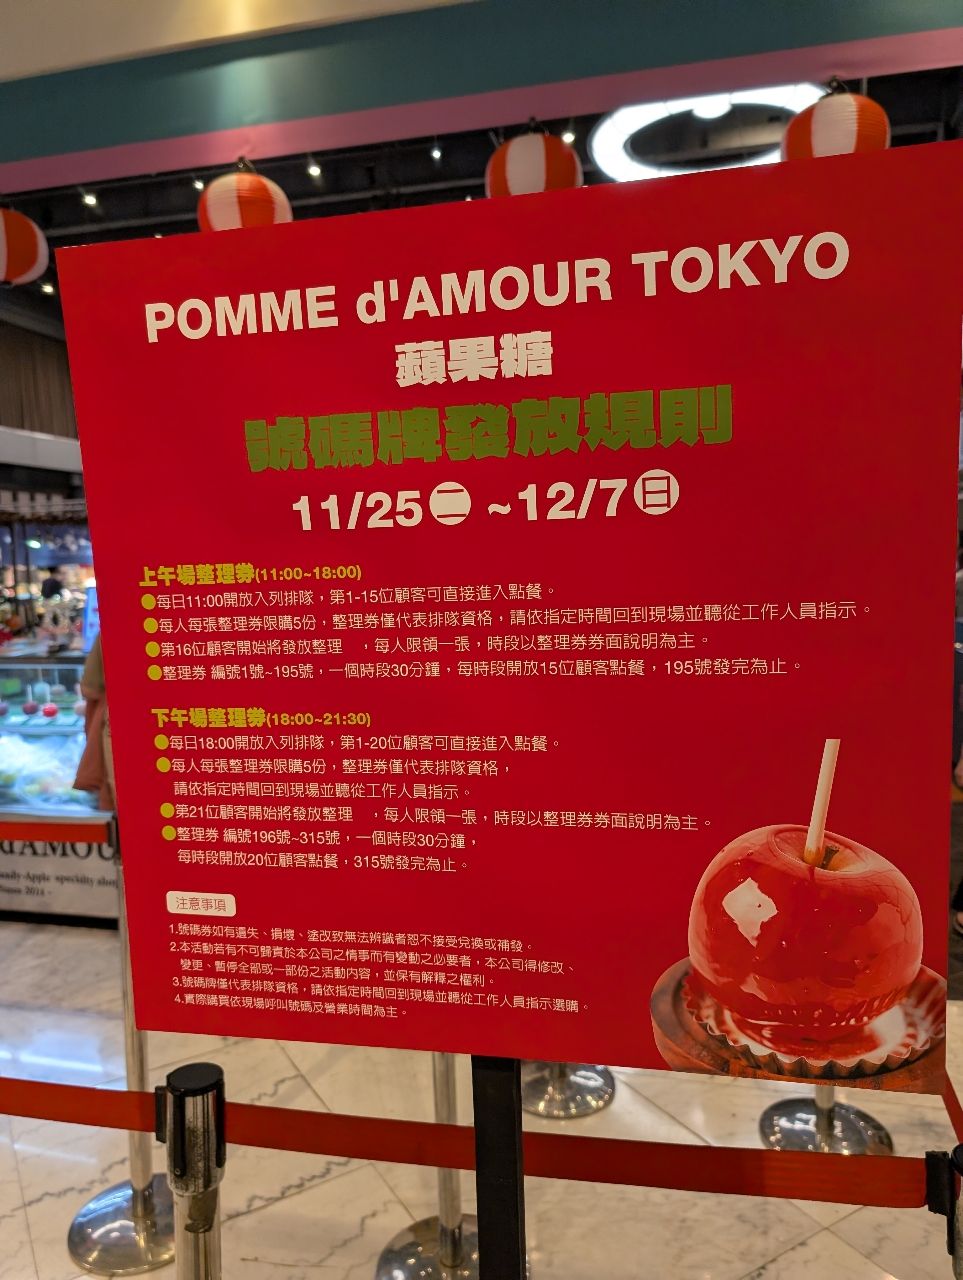 POMME d'AMOUR TOKYO
蘋果糖
號碼牌發放規則
11/25㊁~12/7㊐
上午場整理券(11:00~18:00)
●每日11:00開放入列排隊,第1-15位顧客可直接進入點餐。
●每人每張整理券限購5份,整理券僅代表排隊資格,請依指定時間回到現場並聽從工作人員指示。
●第16位顧客開始將發放整理 ,每人限領一張,時段以整理券券面說明為主。
●整理券 編號1號~195號,一個時段30分鐘,每時段開放15位顧客點餐,195號發完為止。
下午場整理券(18:00~21:30)
●每日18:00開放入列排隊,第1-20位顧客可直接進入點餐。
●每人每張整理券限購5份,整理券僅代表排隊資格,
請依指定時間回到現場並聽從工作人員指示。
●第21位顧客開始將發放整理 ,每人限領一張,時段以整理券券面說明為主。
●整理券 編號196號~315號,一個時段30分鐘,
每時段開放20位顧客點餐,315號發完為止。
注意事項
1.號碼券如有遺失、損壞、塗改致無法辨識者恕不接受兌換或補發。
2.本活動若有不可歸責於本公司之情事而有變動之必要者,本公司得修改、
變更、暫停全部或一部份之活動內容,並保有解釋之權利。
3.號碼牌僅代表排隊資格,請依指定時間回到現場並聽從工作人員指示選購。
4.實際購買依現場呼叫號碼及營業時間為主。
d'AMOU
andy-Apple specialty shop
Since 2014 -